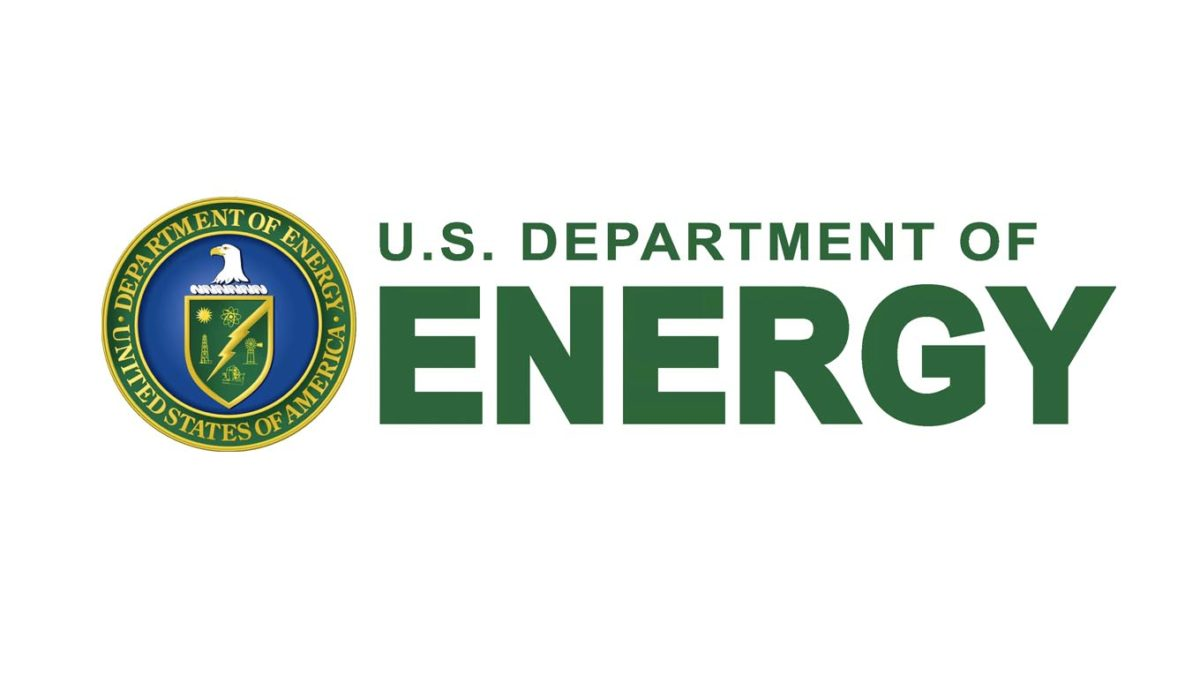 DEPARTMENT OF ENERGY
UNITED STATES OF AMERICA
U.S. DEPARTMENT OF
ENERGY